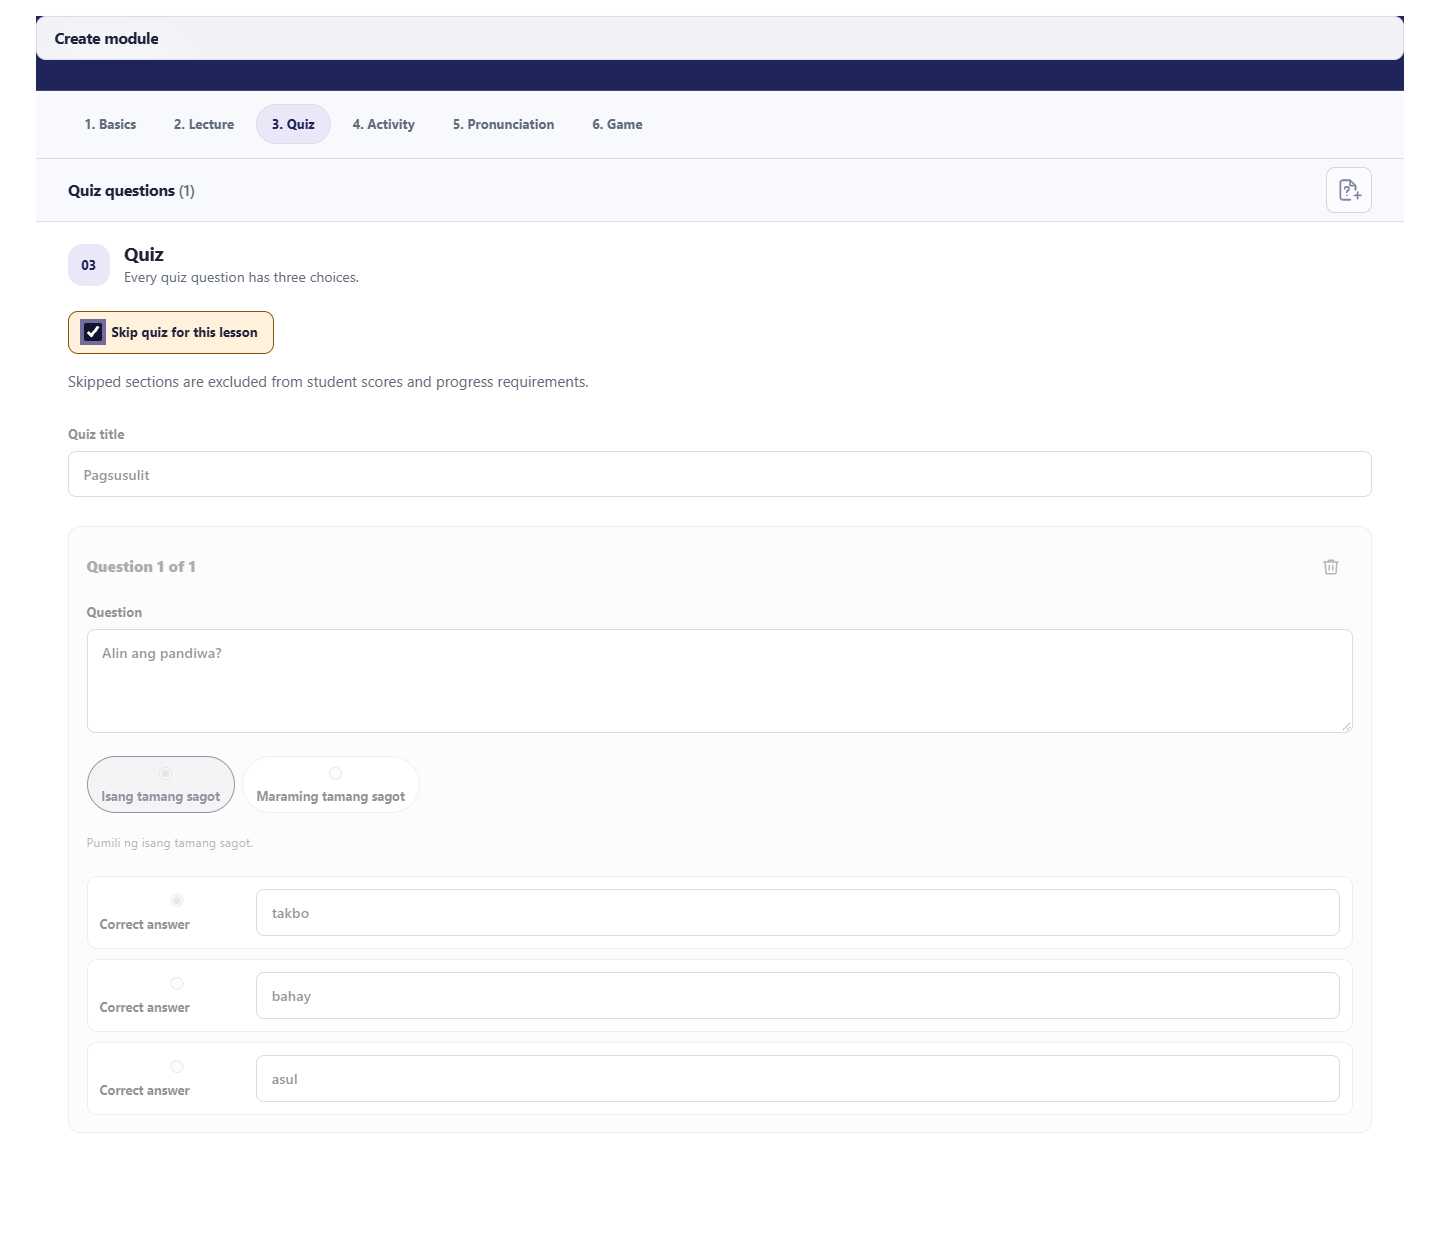 Create module
1. Basics 2. Lecture 3. Quiz 4. Activity 5. Pronunciation 6. Game
Quiz questions (1)
03
Quiz
Every quiz question has three choices.
Skip quiz for this lesson
Skipped sections are excluded from student scores and progress requirements.
Quiz title
Pagsusulit
Question 1 of 1
Question
Alin ang pandiwa?
Isang tamang sagot Maraming tamang sagot
Pumili ng isang tamang sagot.
Correct answer takbo
Correct answer bahay
Correct answer asul